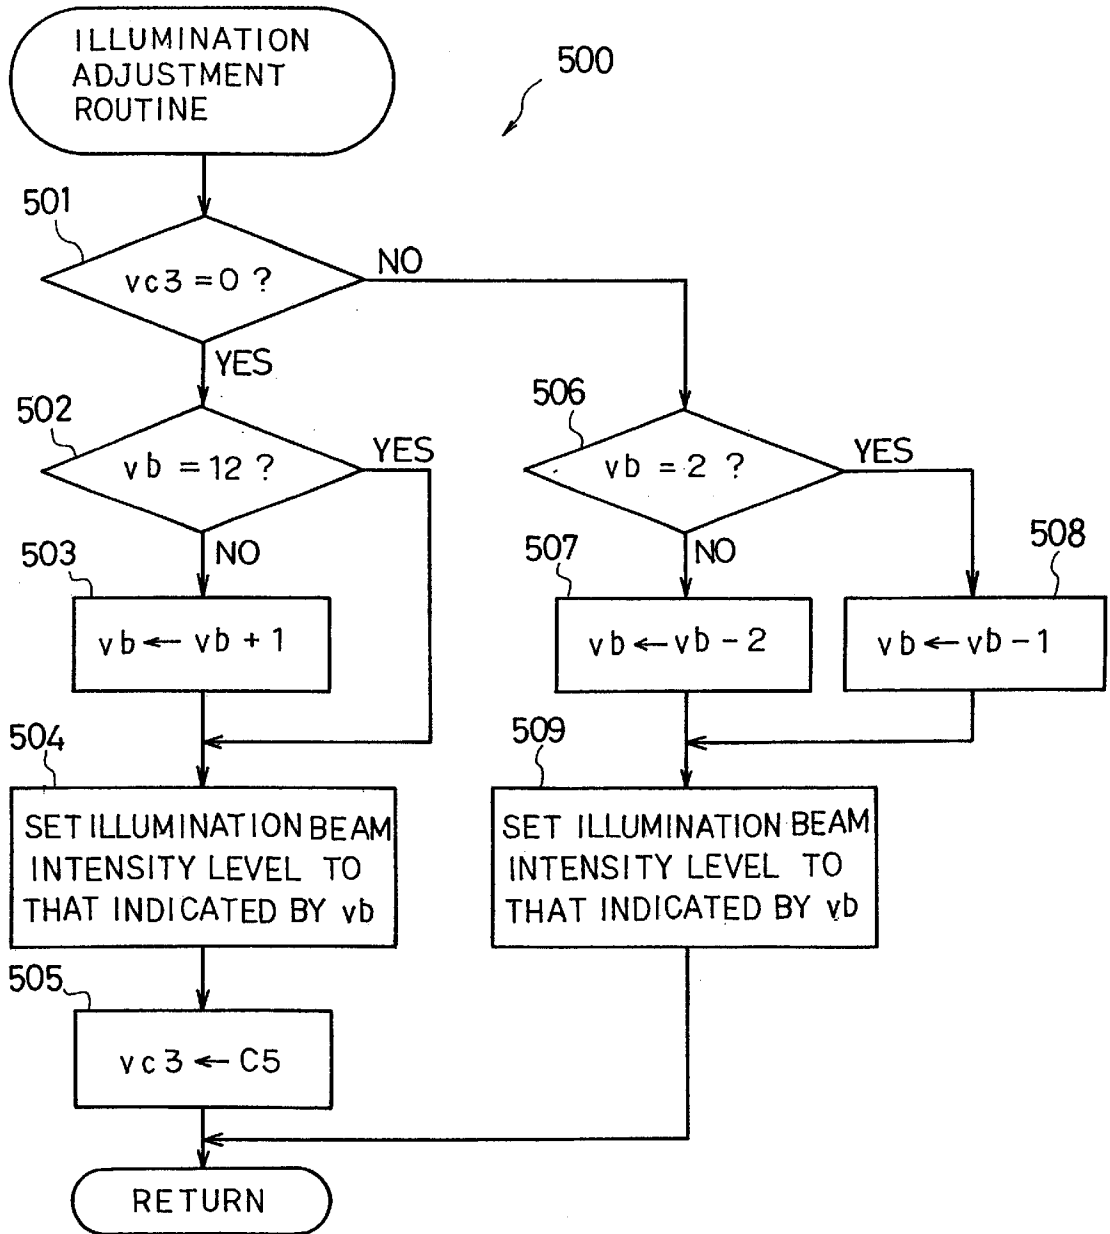 ILLUMINATION
ADJUSTMENT
ROUTINE
500
501
vc3 = 0 ?
NO
YES
502
vb = 12 ?
YES
NO
506
vb = 2 ?
YES
NO
503
vb ← vb + 1
507
vb ← vb - 2
508
vb ← vb - 1
504
SET ILLUMINATION BEAM
INTENSITY LEVEL TO
THAT INDICATED BY vb
509
SET ILLUMINATION BEAM
INTENSITY LEVEL TO
THAT INDICATED BY vb
505
vc3 ← C5
RETURN